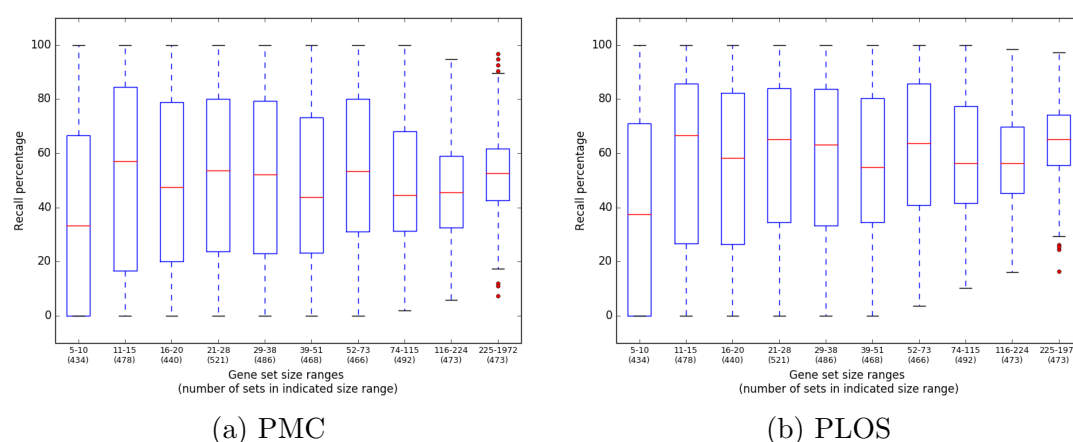 100
80
60
40
20
0
Recall percentage
5-10 11-15 16-20 21-28 29-38 39-51 52-73 74-115 116-224 225-1972
(434) (478) (440) (521) (486) (468) (466) (492) (473) (473)
Gene set size ranges
(number of sets in indicated size range)
(a) PMC
100
80
60
40
20
0
Recall percentage
5-10 11-15 16-20 21-28 29-38 39-51 52-73 74-115 116-224 225-197
(434) (478) (440) (521) (486) (468) (466) (492) (473) (473)
Gene set size ranges
(number of sets in indicated size range)
(b) PLOS